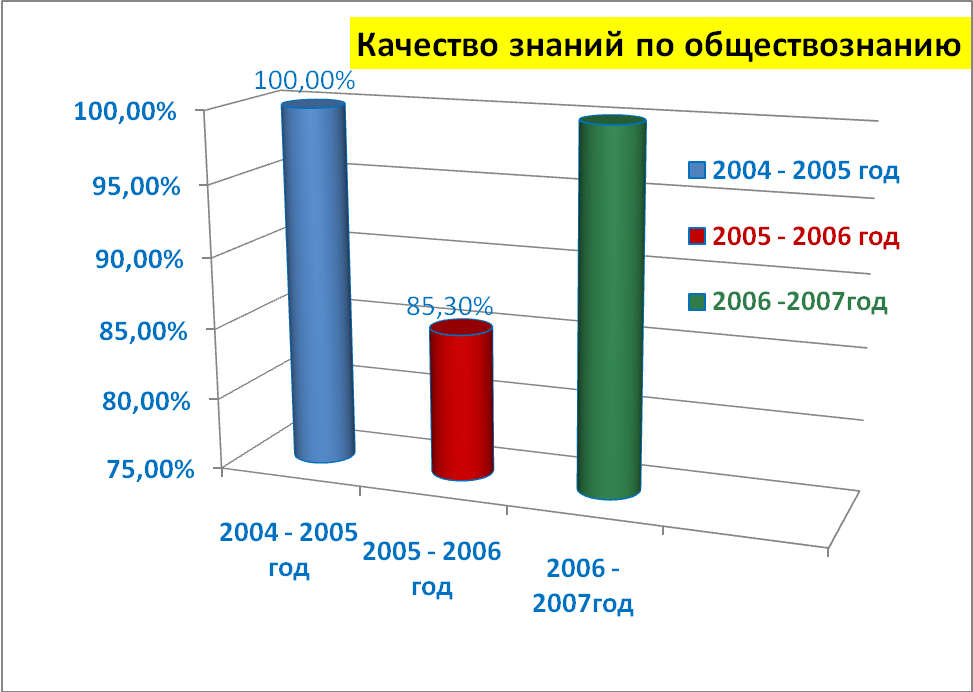 Качество знаний по обществознанию
100,00%
100,00%
95,00%
90,00%
85,00%
80,00%
75,00%
85,30%
2004 - 2005 год
2005 - 2006 год
2006 -2007год
2004 - 2005
год
2005 - 2006
год
2006 -
2007год